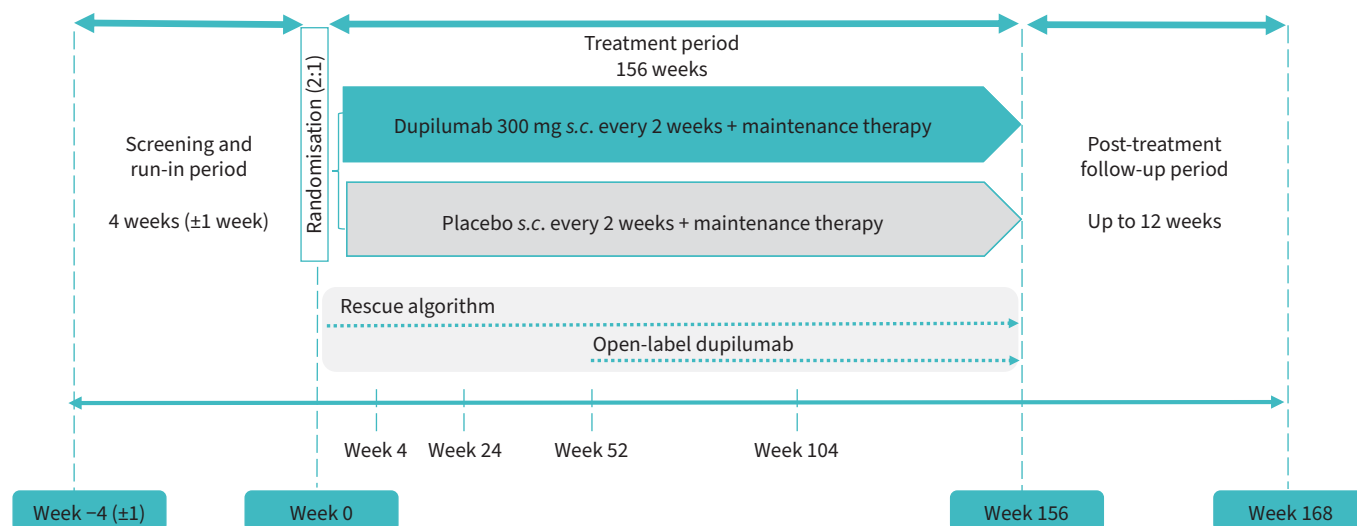 Treatment period
156 weeks
Screening and
run-in period
4 weeks (±1 week)
Randomisation (2:1)
Dupilumab 300 mg s.c. every 2 weeks + maintenance therapy
Placebo s.c. every 2 weeks + maintenance therapy
Post-treatment
follow-up period
Up to 12 weeks
Rescue algorithm
Open-label dupilumab
Week 4
Week 24
Week 52
Week 104
Week −4 (±1)
Week 0
Week 156
Week 168